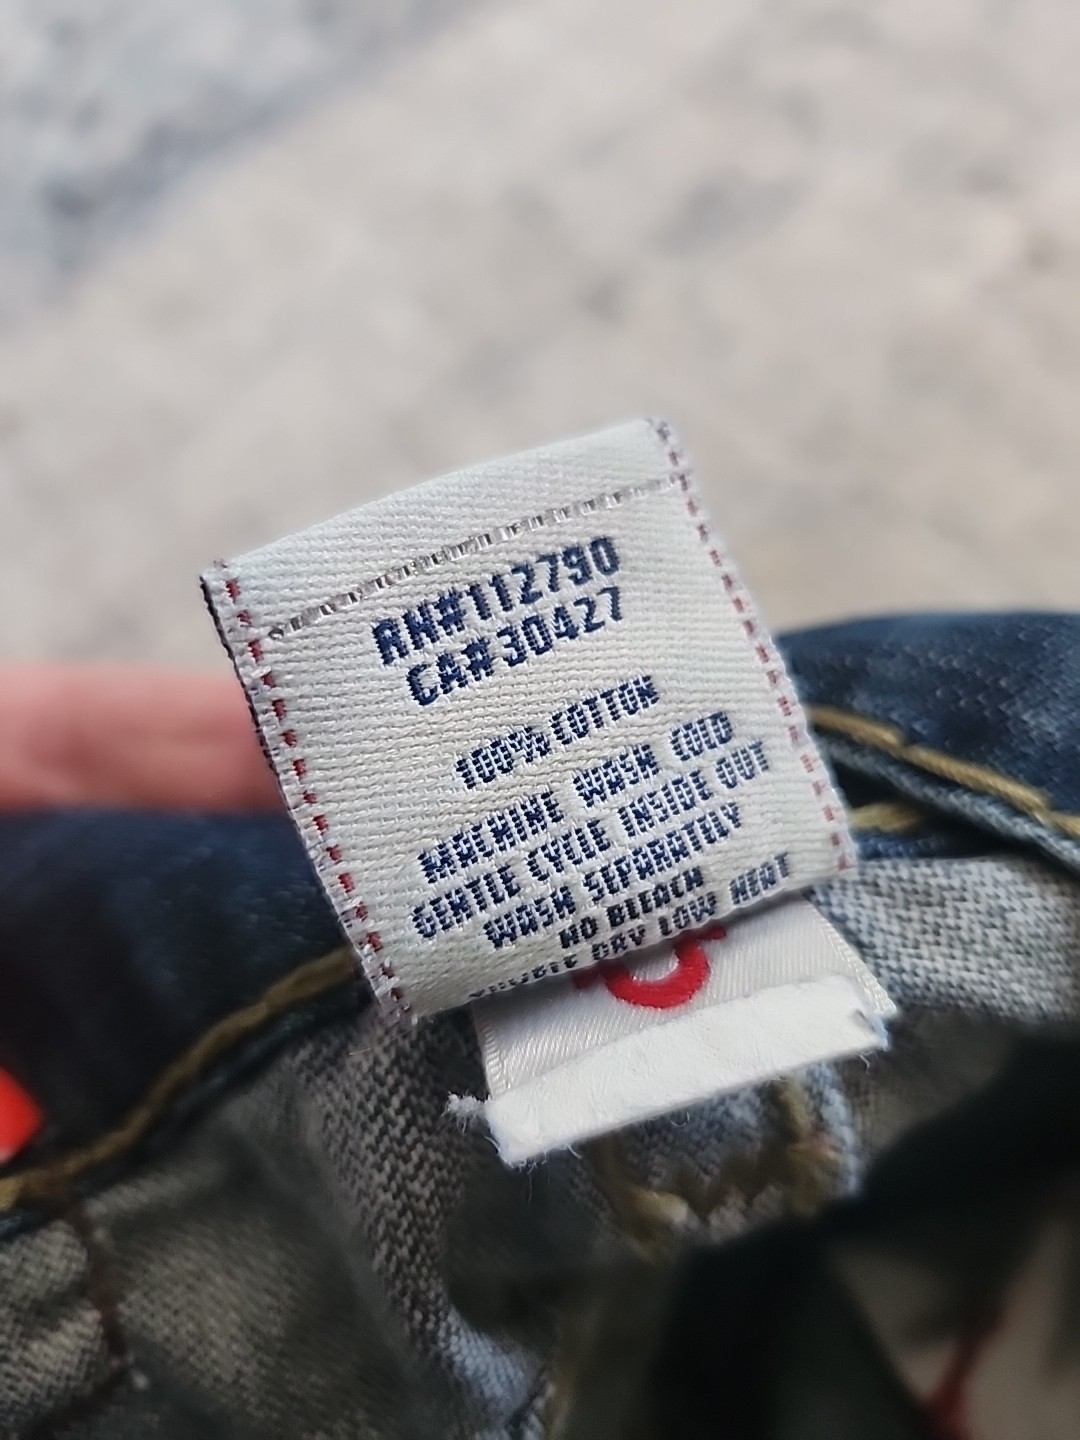 RN#112790
CA#30427
100% COTTON
MACHINE WASH COLD
GENTLE CYCLE INSIDE OUT
WASH SEPARATELY
NO BLEACH
DRY LOW HEAT